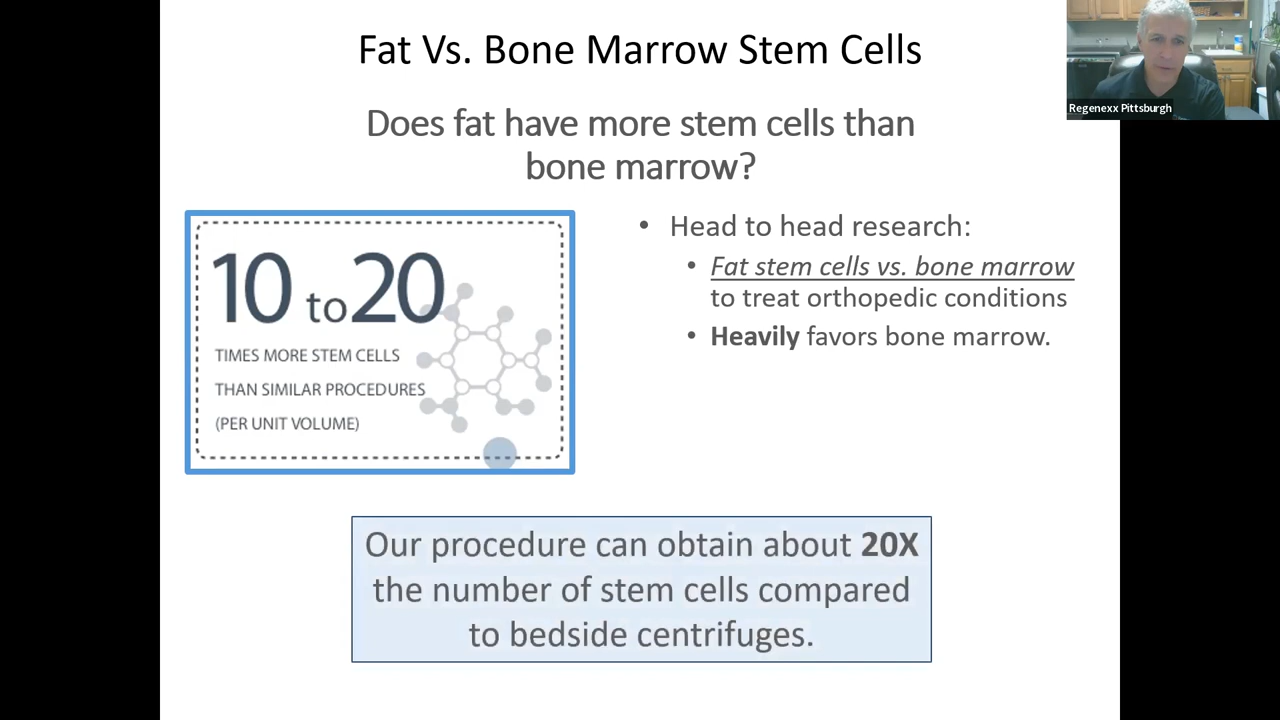 Fat Vs. Bone Marrow Stem Cells
Does fat have more stem cells than
bone marrow?
10 to 20
TIMES MORE STEM CELLS
THAN SIMILAR PROCEDURES
(PER UNIT VOLUME)
• Head to head research:
• Fat stem cells vs. bone marrow
to treat orthopedic conditions
• Heavily favors bone marrow.
Our procedure can obtain about 20X
the number of stem cells compared
to bedside centrifuges.
Regenexx Pittsburgh